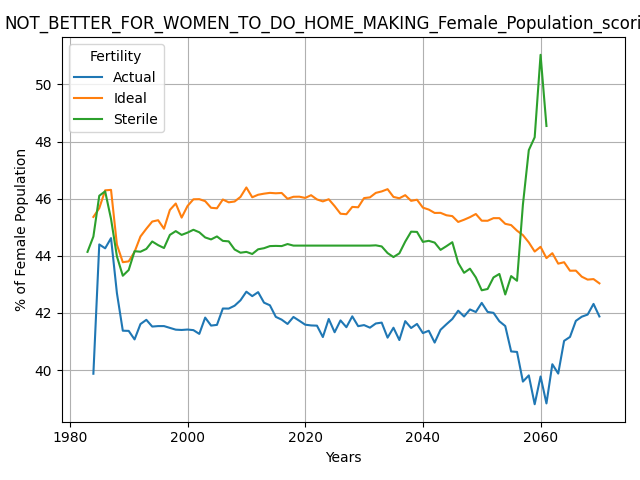 NOT_BETTER_FOR_WOMEN_TO_DO_HOME_MAKING_Female_Population_scori
Fertility
Actual
Ideal
Sterile
% of Female Population
50
48
46
44
42
40
1980
2000
2020
2040
2060
Years